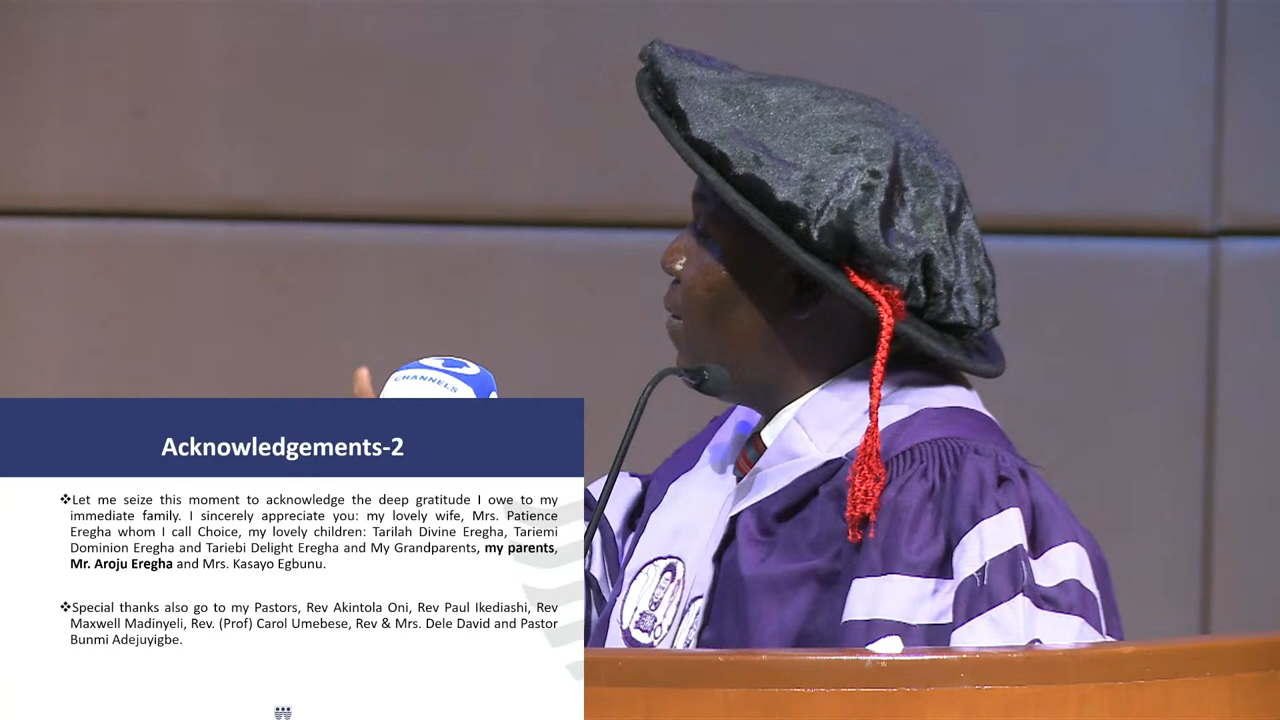 CHANNELS
Acknowledgements-2
❖Let me seize this moment to acknowledge the deep gratitude I owe to my
immediate family. I sincerely appreciate you: my lovely wife, Mrs. Patience
Eregha whom I call Choice, my lovely children: Tarilah Divine Eregha, Tariemi
Dominion Eregha and Tariebi Delight Eregha and My Grandparents, my parents,
Mr. Aroju Eregha and Mrs. Kasayo Egbunu.
❖Special thanks also go to my Pastors, Rev Akintola Oni, Rev Paul Ikediashi, Rev
Maxwell Madinyeli, Rev. (Prof) Carol Umebese, Rev & Mrs. Dele David and Pastor
Bunmi Adejuyigbe.